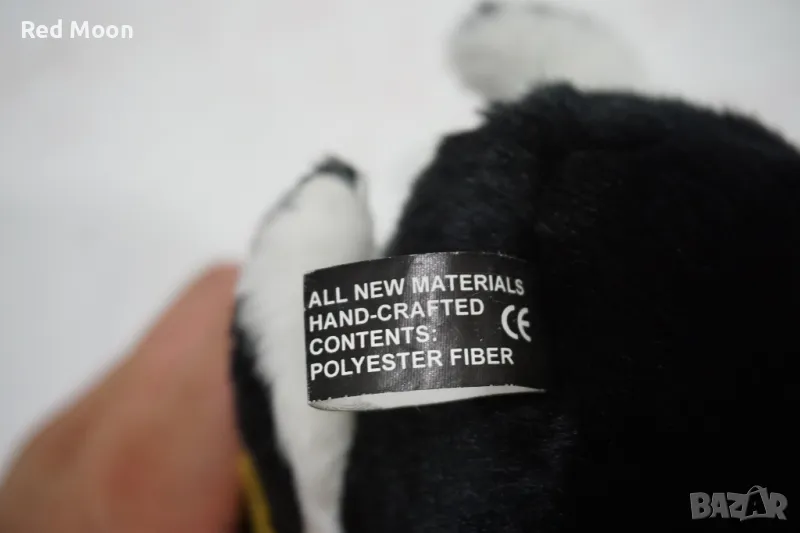 Red Moon
ALL NEW MATERIALS
HAND-CRAFTED
CONTENTS:
POLYESTER FIBER
CE
BAZAR